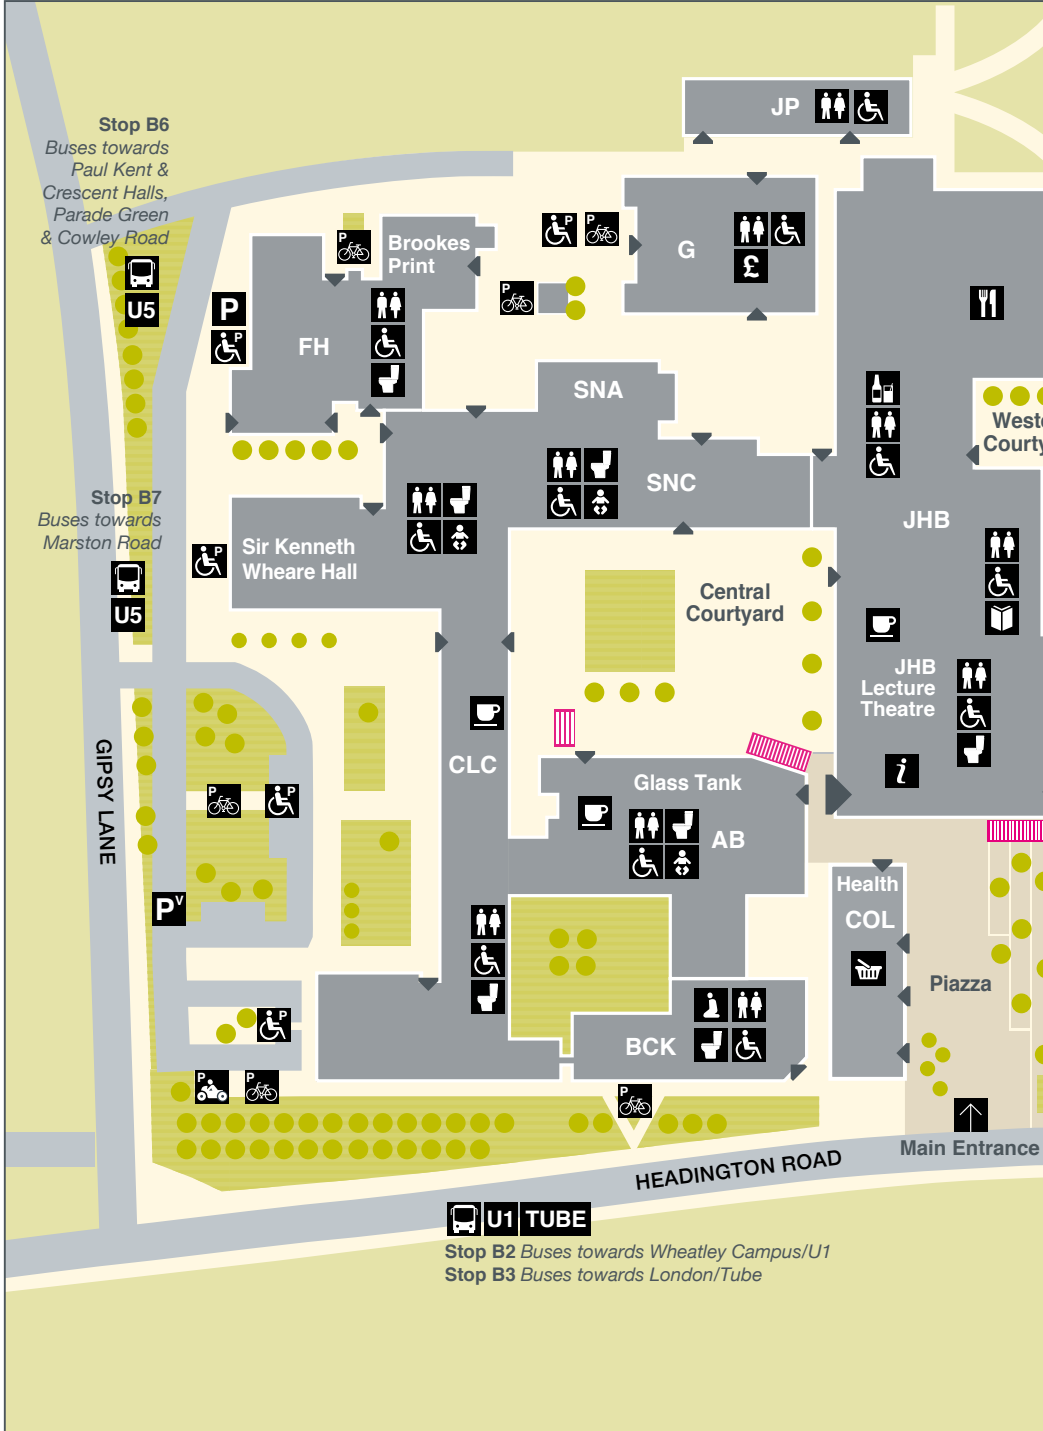 JP
Stop B6
Buses towards
Paul Kent &
Crescent Halls,
Parade Green
& Cowley Road
U5
P
P
P
Brookes
Print
P
P
P
G
£
P
FH
SNA
SNC
Weste
Courty
JHB
Stop B7
Buses towards
Marston Road
U5
P
Sir Kenneth
Wheare Hall
Central
Courtyard
JHB
Lecture
Theatre
i
GIPSY LANE
P
P
CLC
Glass Tank
AB
PV
Health
COL
Piazza
P
BCK
P
P
P
Main Entrance
HEADINGTON ROAD
U1 TUBE
Stop B2 Buses towards Wheatley Campus/U1
Stop B3 Buses towards London/Tube